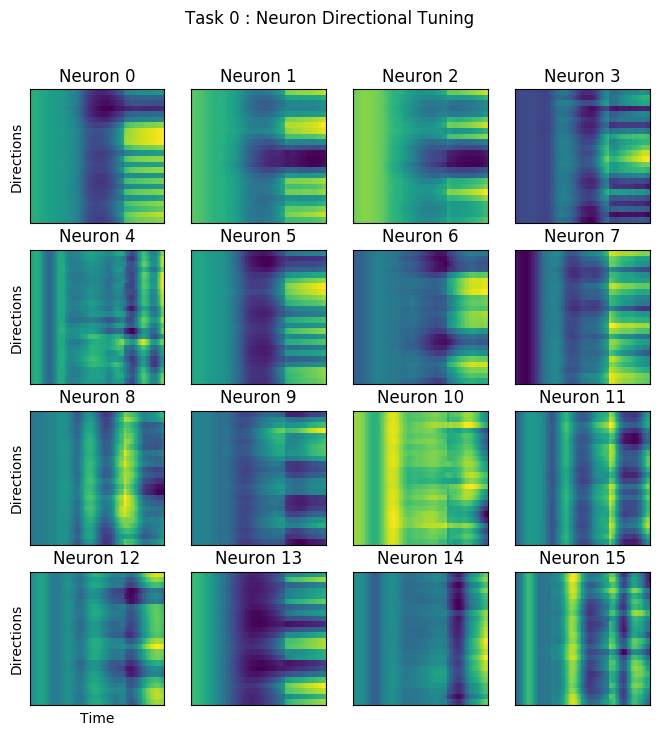 Task 0 : Neuron Directional Tuning
Neuron 0 Neuron 1 Neuron 2 Neuron 3
Directions
Neuron 4 Neuron 5 Neuron 6 Neuron 7
Directions
Neuron 8 Neuron 9 Neuron 10 Neuron 11
Directions
Neuron 12 Neuron 13 Neuron 14 Neuron 15
Directions
Time